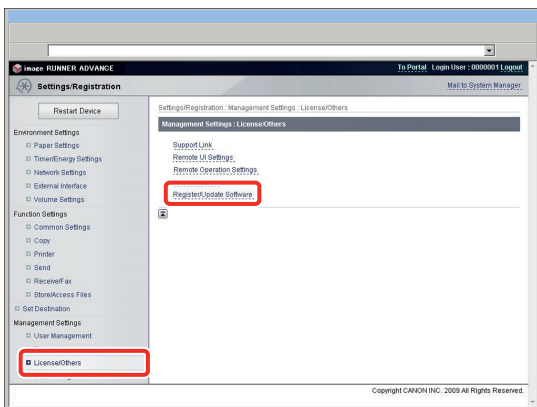 image RUNNER ADVANCE
To Portal Login User : 0000001 Logout
Settings/Registration
Mail to System Manager
Restart Device
Settings/Registration : Management Settings : License/Others
Management Settings : License/Others
Environment Settings
Paper Settings
Timer/Energy Settings
Network Settings
External Interface
Volume Settings
Function Settings
Common Settings
Copy
Printer
Send
Receive/Fax
Store/Access Files
Set Destination
Management Settings
User Management
License/Others
Support Link
Remote UI Settings
Remote Operation Settings
Register/Update Software
Copyright CANON INC. 2009 All Rights Reserved.